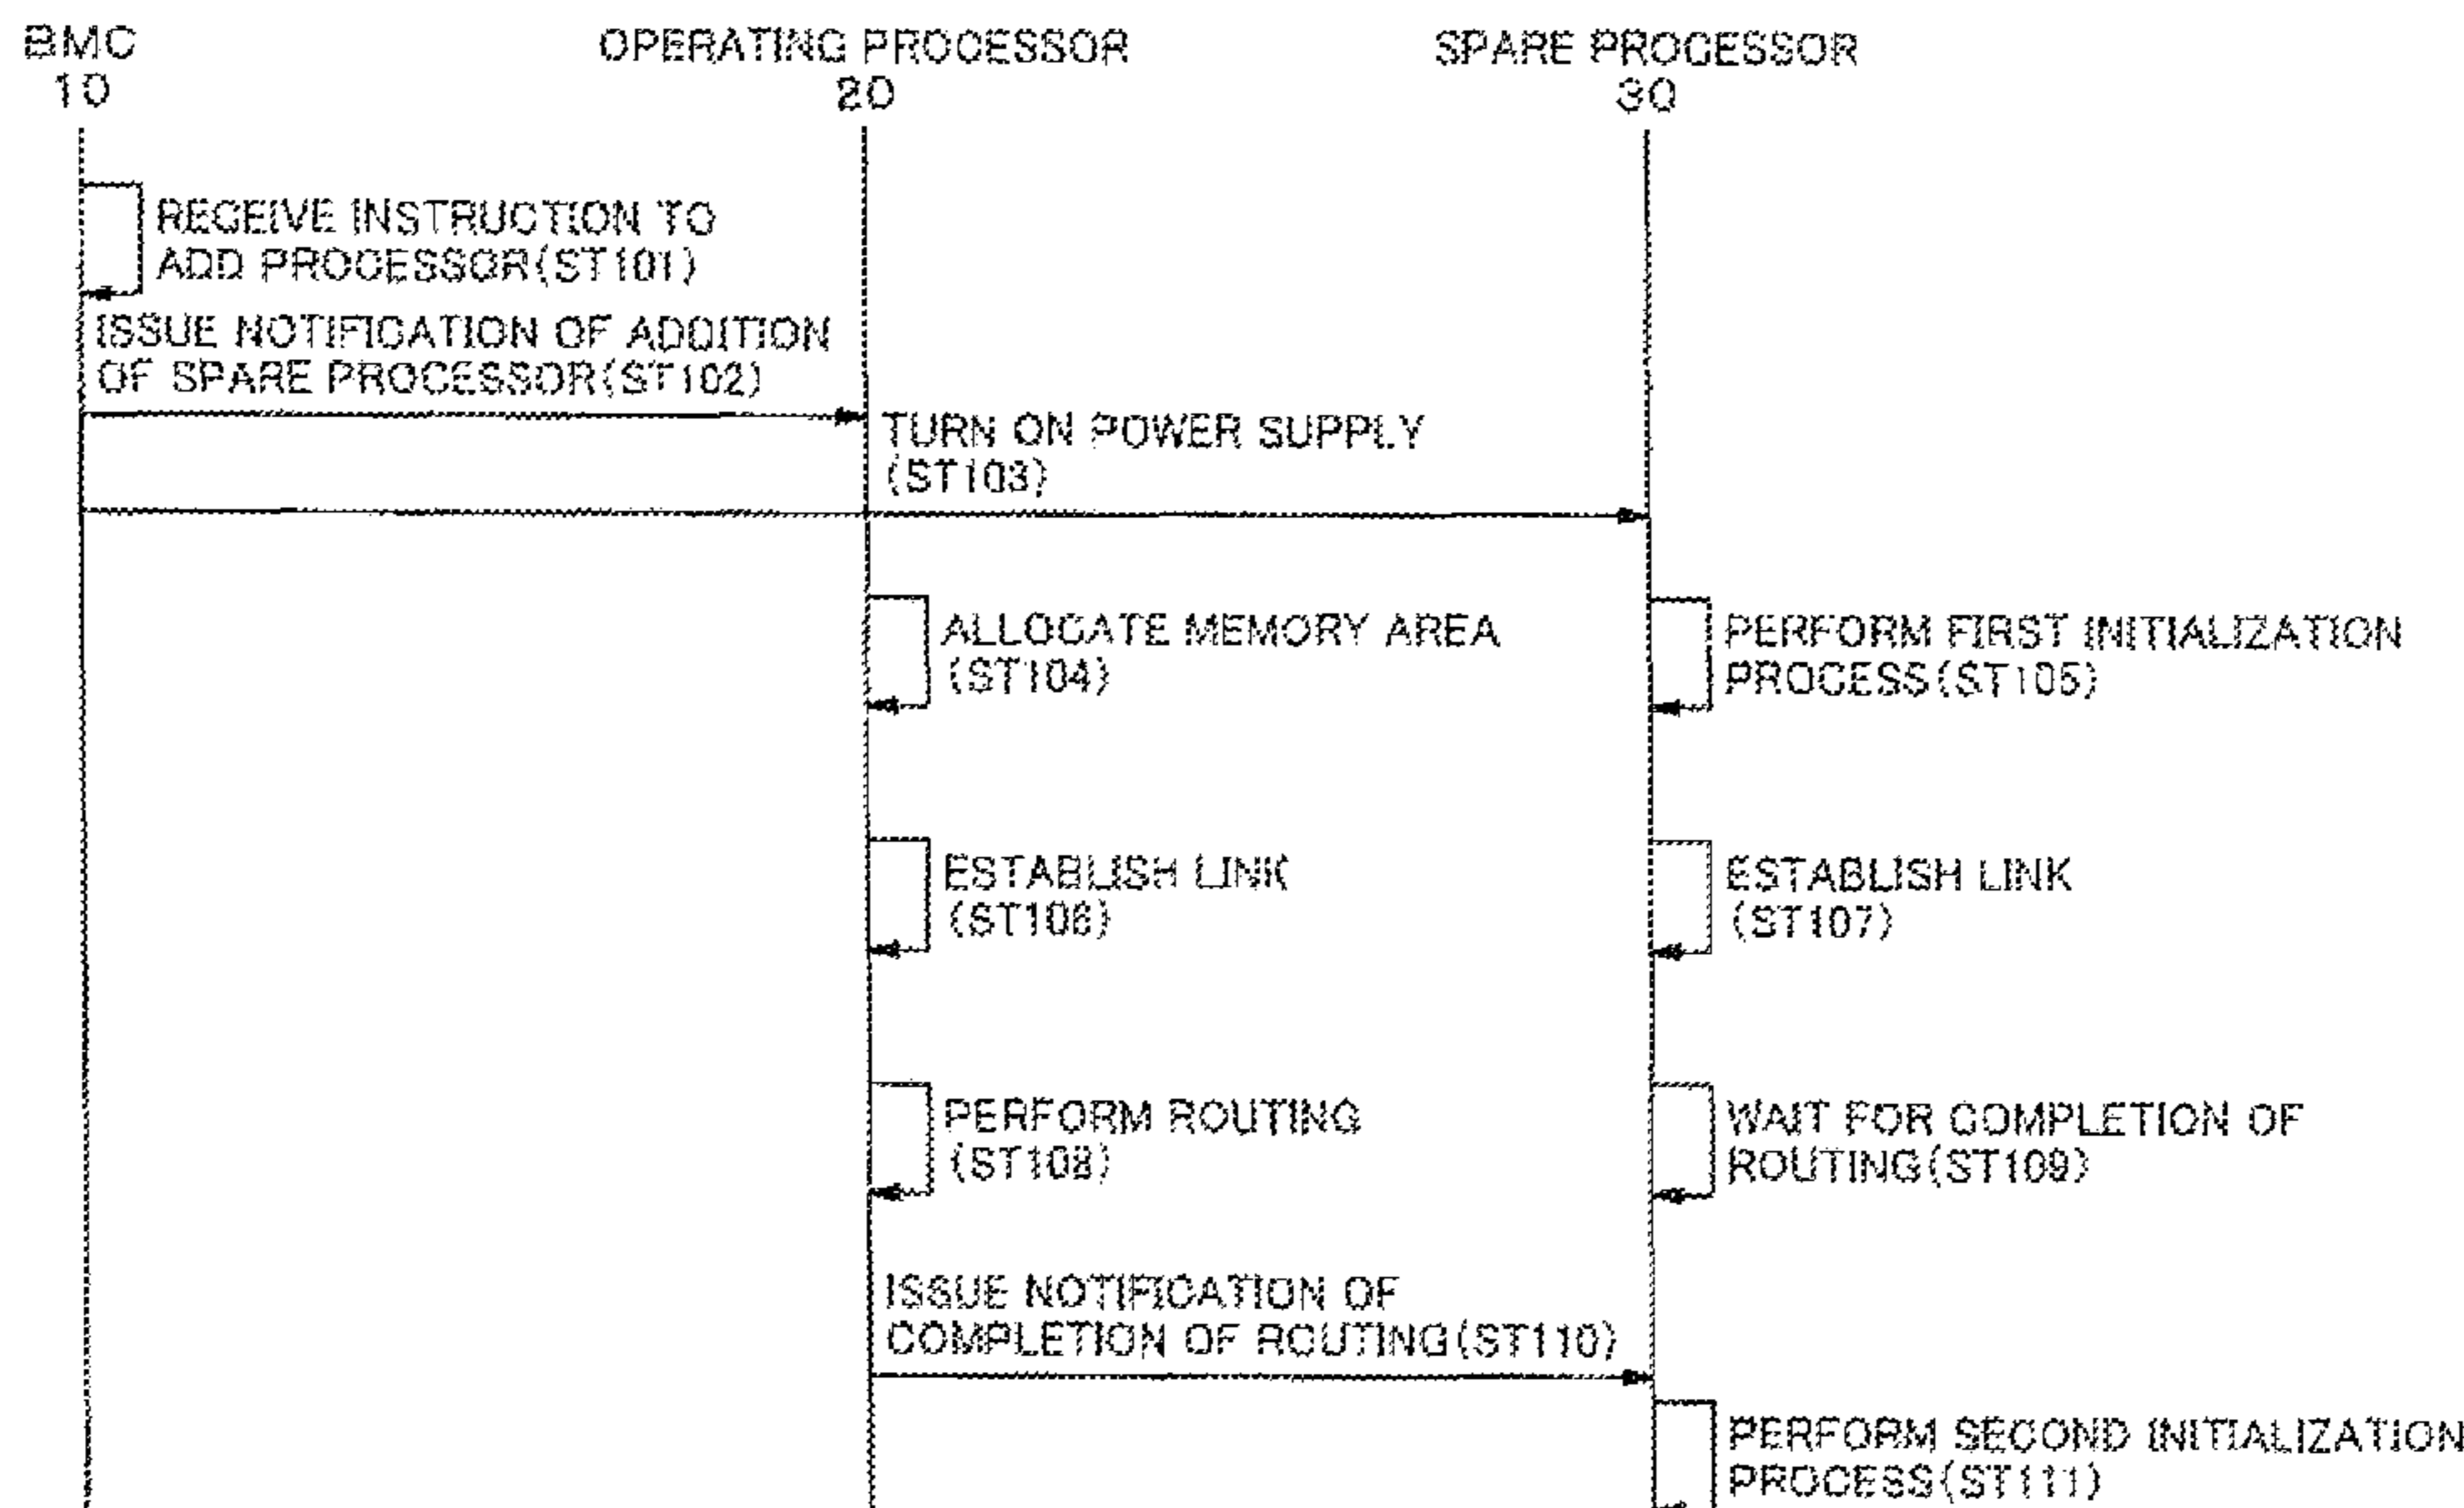 BMC
10
OPERATING PROCESSOR
20
SPARE PROCESSOR
30
RECEIVE INSTRUCTION TO
ADD PROCESSOR(ST101)
ISSUE NOTIFICATION OF ADDITION
OF SPARE PROCESSOR(ST102)
TURN ON POWER SUPPLY
(ST103)
ALLOCATE MEMORY AREA
(ST104)
PERFORM FIRST INITIALIZATION
PROCESS(ST105)
ESTABLISH LINK
(ST106)
ESTABLISH LINK
(ST107)
PERFORM ROUTING
(ST108)
WAIT FOR COMPLETION OF
ROUTING(ST109)
ISSUE NOTIFICATION OF
COMPLETION OF ROUTING(ST110)
PERFORM SECOND INITIALIZATION
PROCESS(ST111)